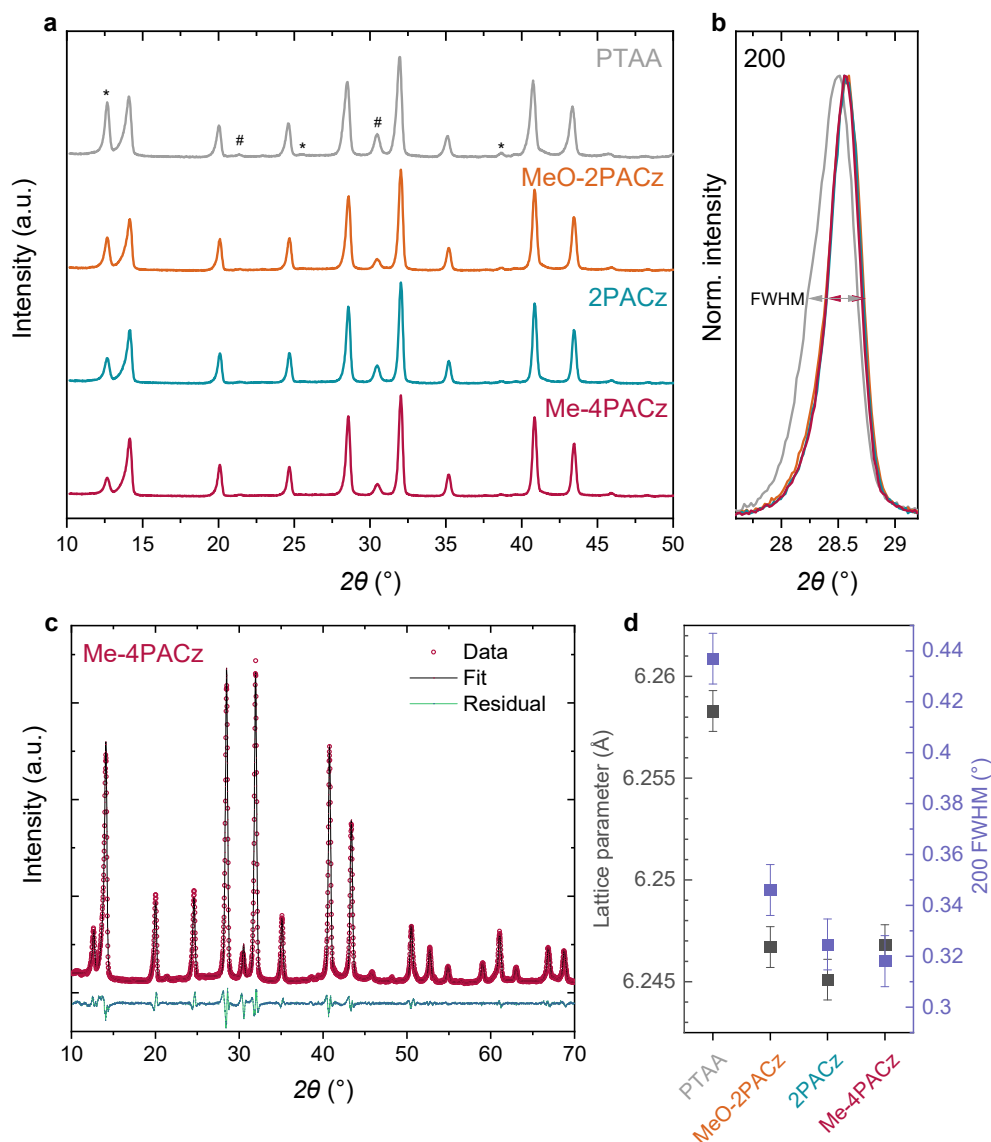 a
PTAA
*
#
*
#
*
MeO-2PACz
2PACz
Me-4PACz
Intensity (a.u.)
10 15 20 25 30 35 40 45 50
2θ (°)
b
200
FWHM
Norm. intensity
28 28.5 29
2θ (°)
c
Me-4PACz
Data
Fit
Residual
Intensity (a.u.)
10 20 30 40 50 60 70
2θ (°)
d
6.26
6.255
6.25
6.245
Lattice parameter (Å)
0.44
0.42
0.4
0.38
0.36
0.34
0.32
0.3
200 FWHM (°)
PTAA
MeO-2PACz
2PACz
Me-4PACz